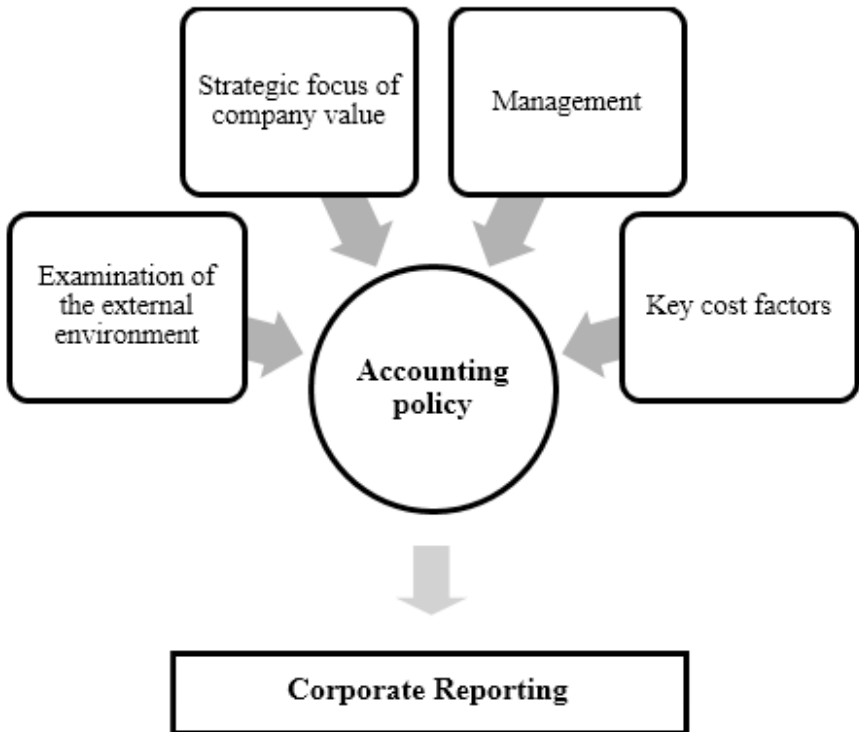 Strategic focus of
company value
Management
Examination of
the external
environment
Key cost factors
Accounting
policy
Corporate Reporting